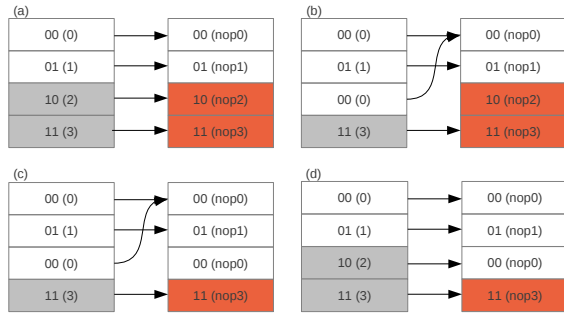 (a)
00 (0) 00 (nop0)
01 (1) 01 (nop1)
10 (2) 10 (nop2)
11 (3) 11 (nop3)
(b)
00 (0) 00 (nop0)
01 (1) 01 (nop1)
00 (0) 10 (nop2)
11 (3) 11 (nop3)
(c)
00 (0) 00 (nop0)
01 (1) 01 (nop1)
00 (0) 00 (nop0)
11 (3) 11 (nop3)
(d)
00 (0) 00 (nop0)
01 (1) 01 (nop1)
10 (2) 00 (nop0)
11 (3) 11 (nop3)